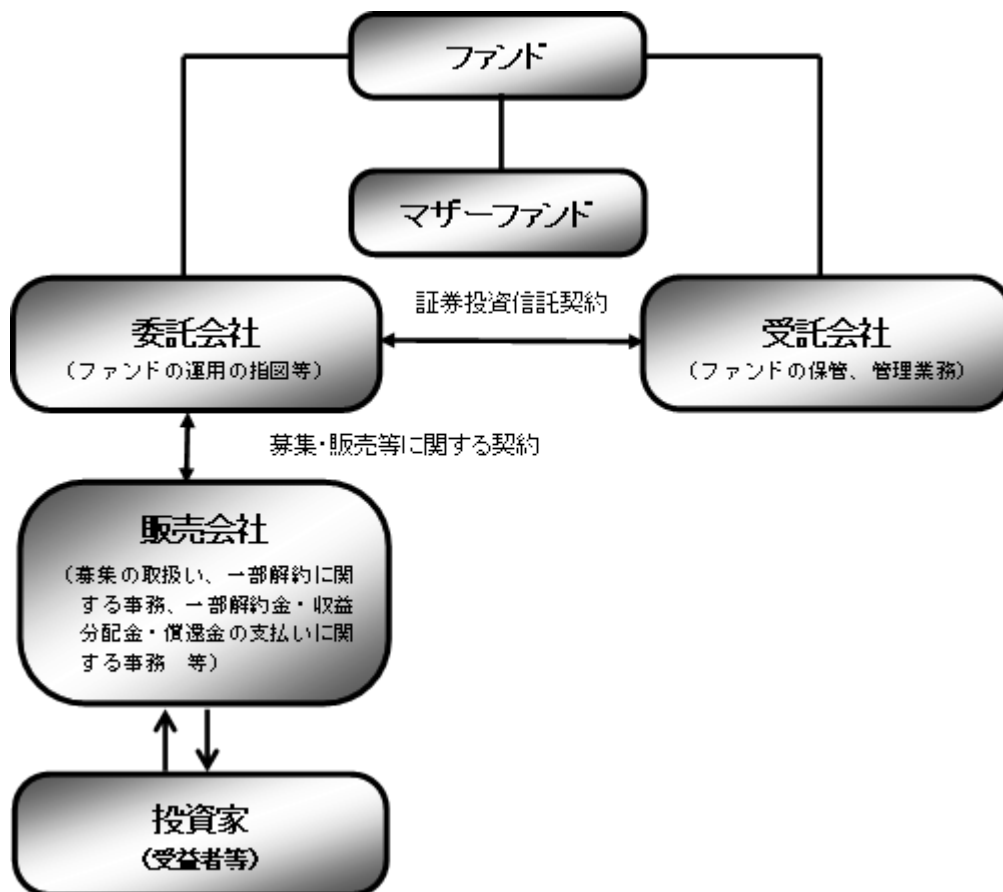 ファンド
マザーファンド
証券投資信託契約
委託会社
(ファンドの運用の指図等)
受託会社
(ファンドの保管、管理業務)
募集・販売等に関する契約
販売会社
(募集の取扱い、一部解約に関
する事務、一部解約金・収益
分配金・償還金の支払いに関
する事務　等)
投資家
(受益者等)